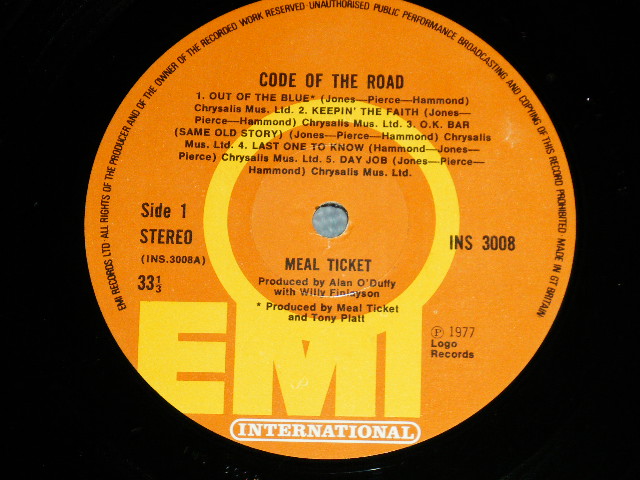 EMI RECORDS LTD·ALL RIGHTS OF THE PRODUCER AND OF THE OWNER OF THE RECORDED WORK RESERVED·UNAUTHORISED PUBLIC PERFORMANCE BROADCASTING AND COPYING OF THIS RECORD PROHIBITED·MADE IN GT BRITAIN
CODE OF THE ROAD
1. OUT OF THE BLUE* (Jones—Pierce—Hammond)
Chrysalis Mus. Ltd. 2. KEEPIN' THE FAITH (Jones—
Pierce—Hammond) Chrysalis Mus. Ltd. 3. O.K. BAR
(SAME OLD STORY) (Jones—Pierce—Hammond) Chrysalis
Mus. Ltd. 4. LAST ONE TO KNOW (Hammond—Jones—
Pierce) Chrysalis Mus. Ltd. 5. DAY JOB (Jones—Pierce—
Hammond) Chrysalis Mus. Ltd.
Side 1
STEREO
(INS.3008A)
33⅓
INS 3008
MEAL TICKET
Produced by Alan O'Duffy
with Willy Finlayson
* Produced by Meal Ticket
and Tony Platt
Ⓟ 1977
Logo
Records
EMI
INTERNATIONAL